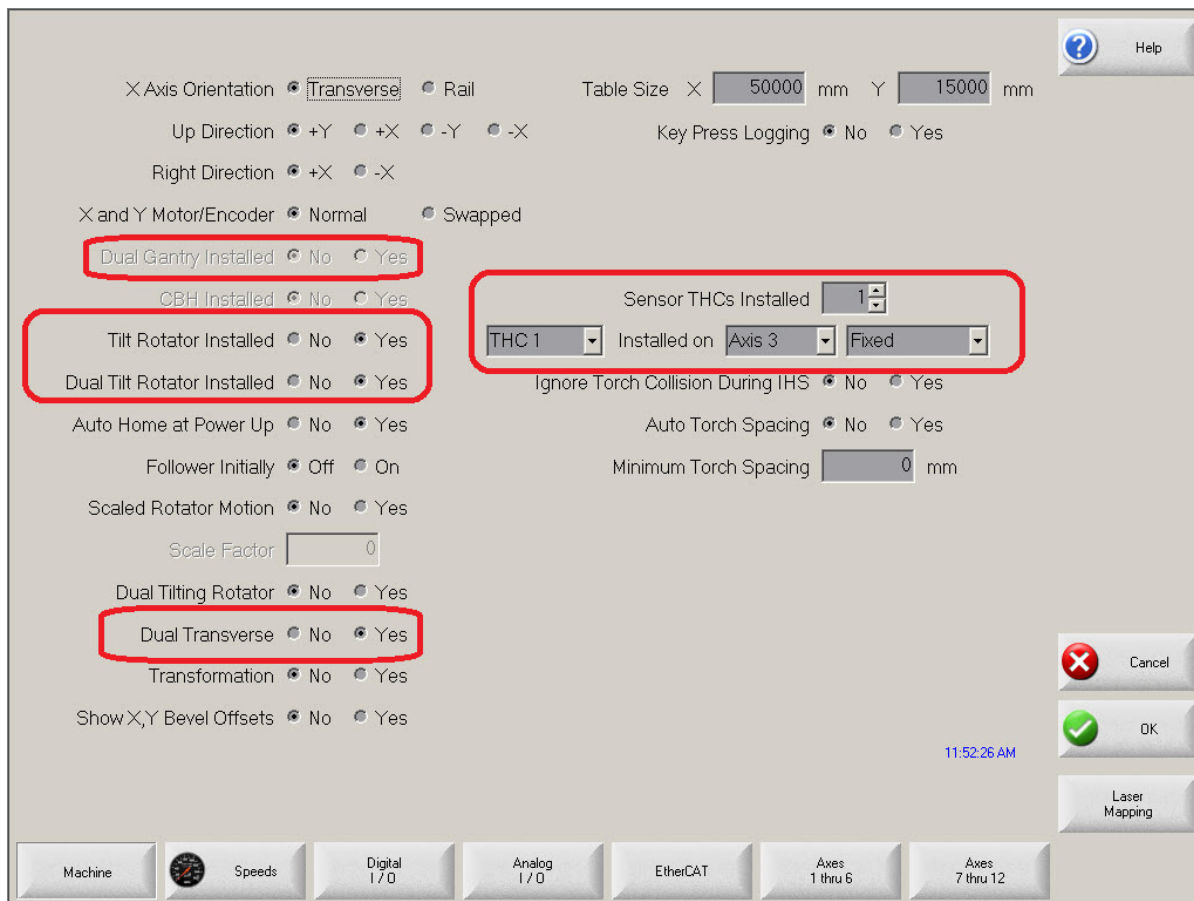 Help
X Axis Orientation Transverse Rail Table Size X 50000 mm Y 15000 mm
Up Direction +Y +X -Y -X Key Press Logging No Yes
Right Direction +X -X
X and Y Motor/Encoder Normal Swapped
Dual Gantry Installed No Yes
CBH Installed No Yes Sensor THCs Installed 1
Tilt Rotator Installed No Yes THC 1 Installed on Axis 3 Fixed
Dual Tilt Rotator Installed No Yes Ignore Torch Collision During IHS No Yes
Auto Home at Power Up No Yes Auto Torch Spacing No Yes
Follower Initially Off On Minimum Torch Spacing 0 mm
Scaled Rotator Motion No Yes
Scale Factor 0
Dual Tilting Rotator No Yes
Dual Transverse No Yes
Cancel
Transformation No Yes
Show X,Y Bevel Offsets No Yes
OK
11:52:26 AM
Laser
Mapping
Machine Speeds Digital I/O Analog I/O EtherCAT Axes 1 thru 6 Axes 7 thru 12